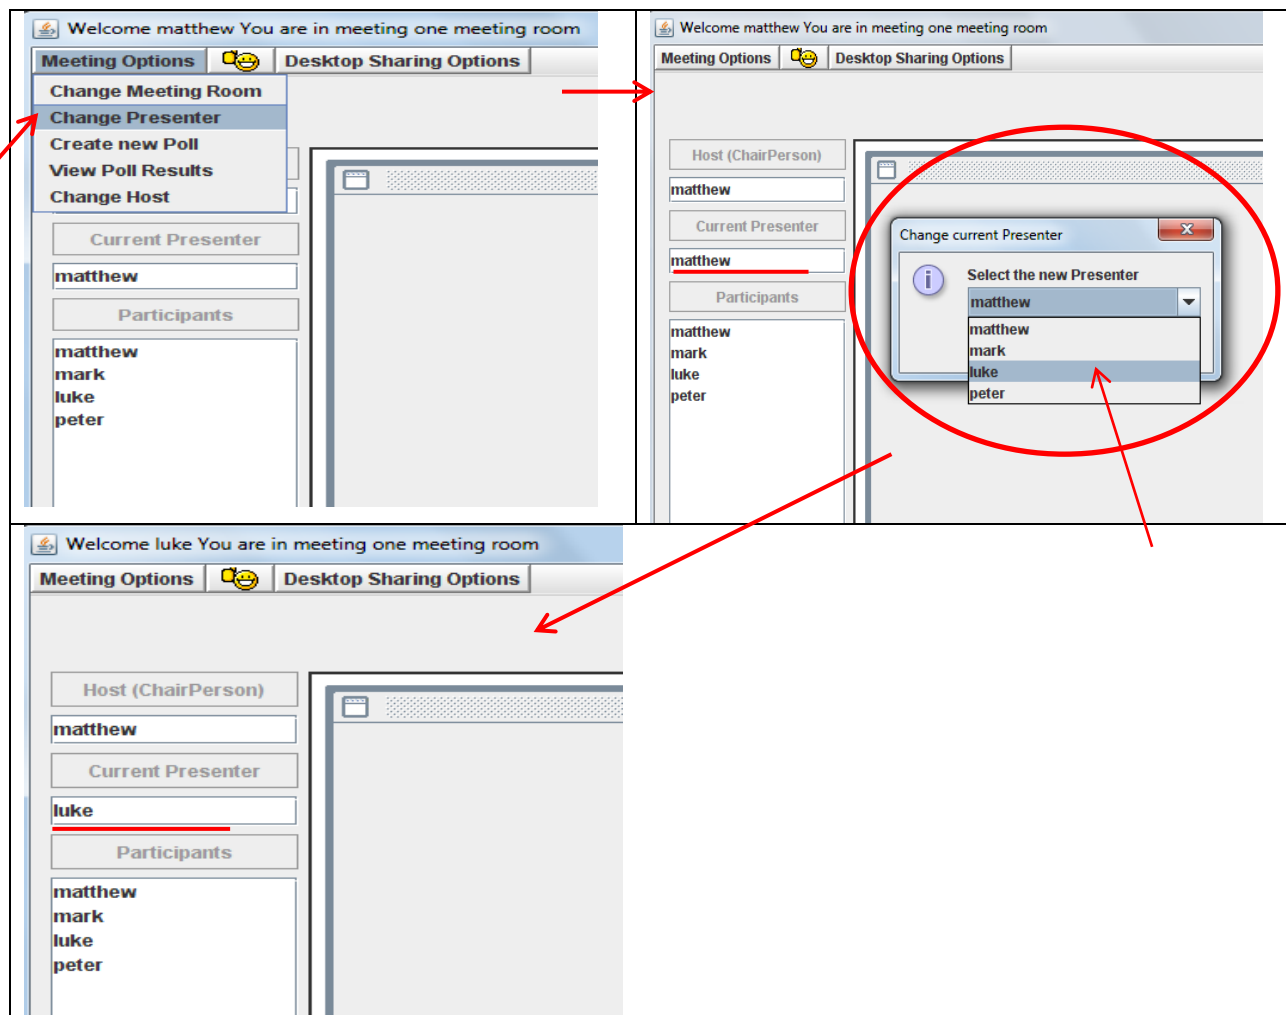 Welcome matthew You are in meeting one meeting room
Meeting Options Desktop Sharing Options
Change Meeting Room
Change Presenter
Create new Poll
View Poll Results
Change Host
Current Presenter
matthew
Participants
matthew
mark
luke
peter
Welcome matthew You are in meeting one meeting room
Meeting Options Desktop Sharing Options
Host (ChairPerson)
matthew
Current Presenter
matthew
Participants
matthew
mark
luke
peter
Change current Presenter
Select the new Presenter
matthew
matthew
mark
luke
peter
Welcome luke You are in meeting one meeting room
Meeting Options Desktop Sharing Options
Host (ChairPerson)
matthew
Current Presenter
luke
Participants
matthew
mark
luke
peter